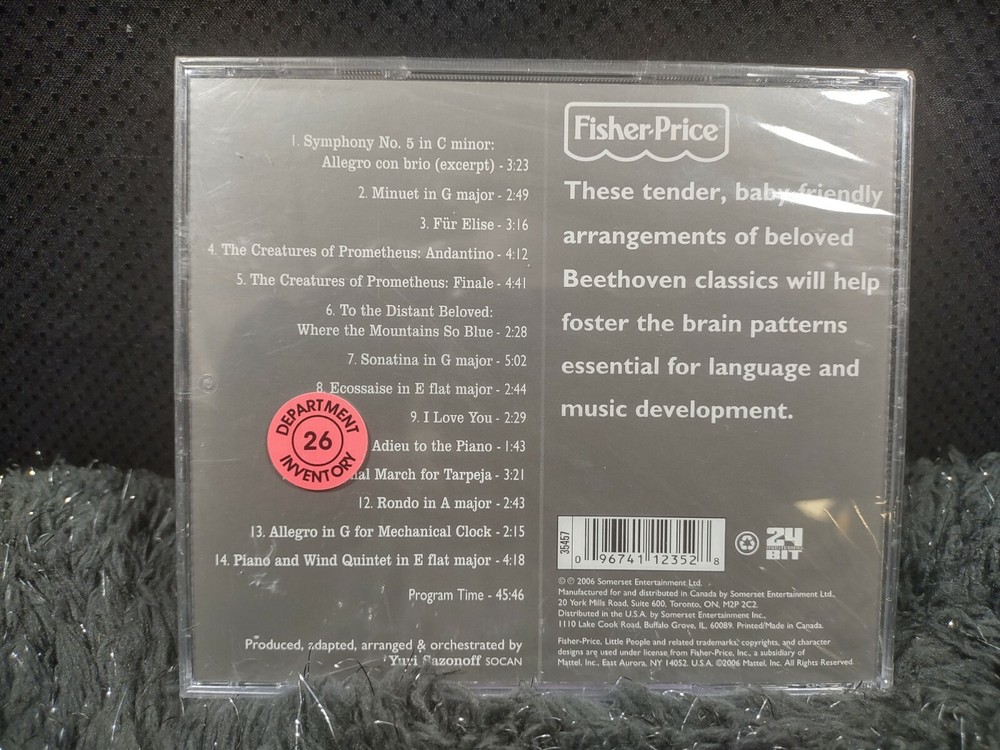 1. Symphony No. 5 in C minor:
Allegro con brio (excerpt) - 3:23
2. Minuet in G major - 2:49
3. Für Elise - 3:16
4. The Creatures of Prometheus: Andantino - 4:12
5. The Creatures of Prometheus: Finale - 4:41
6. To the Distant Beloved:
Where the Mountains So Blue - 2:28
7. Sonatina in G major - 5:02
8. Ecossaise in E flat major - 2:44
9. I Love You - 2:29
Adieu to the Piano - 1:43
March for Tarpeja - 3:21
12. Rondo in A major - 2:43
13. Allegro in G for Mechanical Clock - 2:15
14. Piano and Wind Quintet in E flat major - 4:18
Program Time - 45:46
Produced, adapted, arranged & orchestrated by
Yuri Sazonoff SOCAN
DEPARTMENT
26
INVENTORY
Fisher-Price
These tender, baby-friendly
arrangements of beloved
Beethoven classics will help
foster the brain patterns
essential for language and
music development.
35457
0 96741 12352 8
24
BIT
© ℗ 2006 Somerset Entertainment Ltd.
Manufactured for and distributed in Canada by Somerset Entertainment Ltd.,
20 York Mills Road, Suite 600, Toronto, ON, M2P 2C2.
Distributed in the U.S.A. by Somerset Entertainment Inc.,
1110 Lake Cook Road, Buffalo Grove, IL, 60089. Printed/Made in Canada.
Fisher-Price, Little People and related trademarks, copyrights, and character
designs are used under license from Fisher-Price, Inc., a subsidiary of
Mattel, Inc., East Aurora, NY 14052. U.S.A. ©2006 Mattel, Inc. All Rights Reserved.